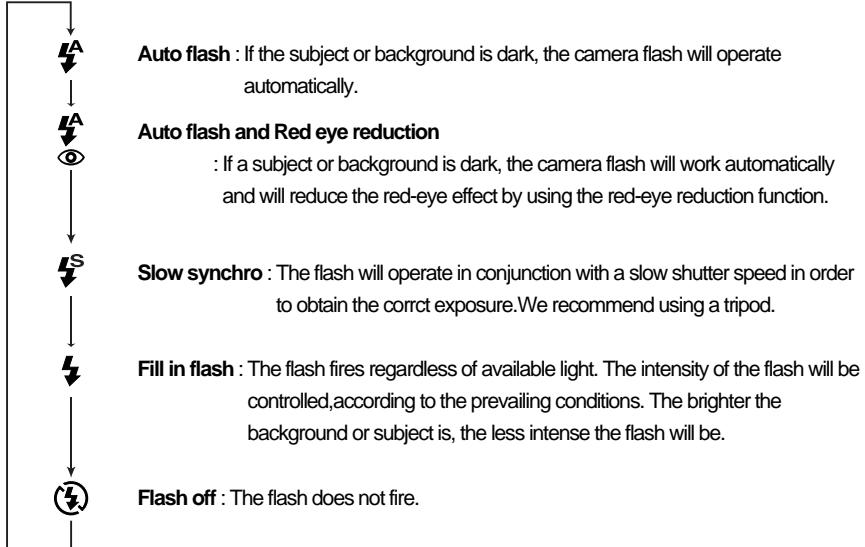 A
Auto flash : If the subject or background is dark, the camera flash will operate
automatically.
A
Auto flash and Red eye reduction
: If a subject or background is dark, the camera flash will work automatically
and will reduce the red-eye effect by using the red-eye reduction function.
S
Slow synchro : The flash will operate in conjunction with a slow shutter speed in order
to obtain the corrct exposure.We recommend using a tripod.
Fill in flash : The flash fires regardless of available light. The intensity of the flash will be
controlled,according to the prevailing conditions. The brighter the
background or subject is, the less intense the flash will be.
Flash off : The flash does not fire.